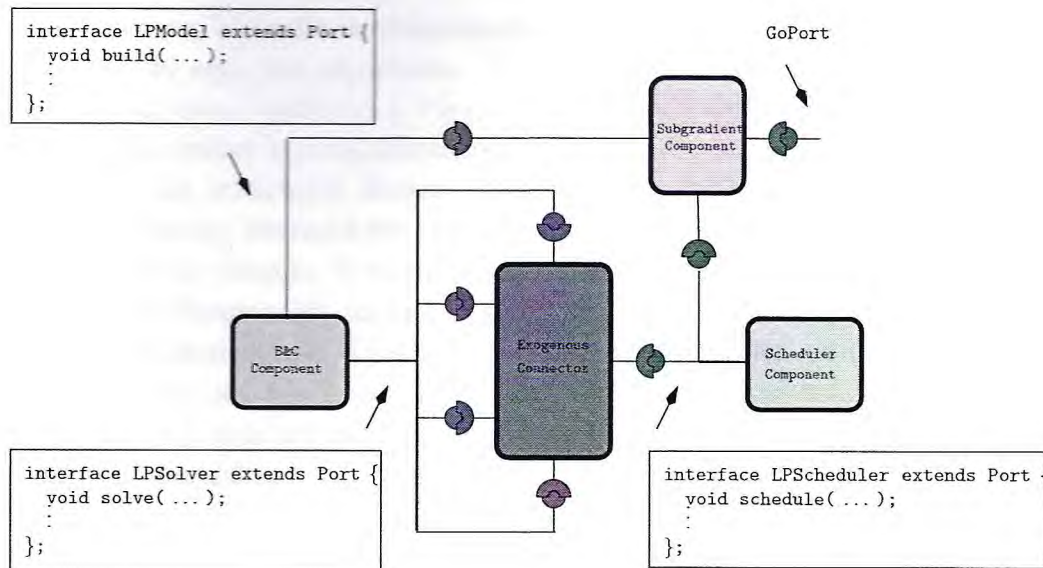 interface LPModel extends Port {
void build( ... );
:
};
GoPort
Subgradient
Component
B&C
Component
Exogenous
Connector
Scheduler
Component
interface LPSolver extends Port {
void solve( ... );
:
};
interface LPScheduler extends Port {
void schedule( ... );
:
};